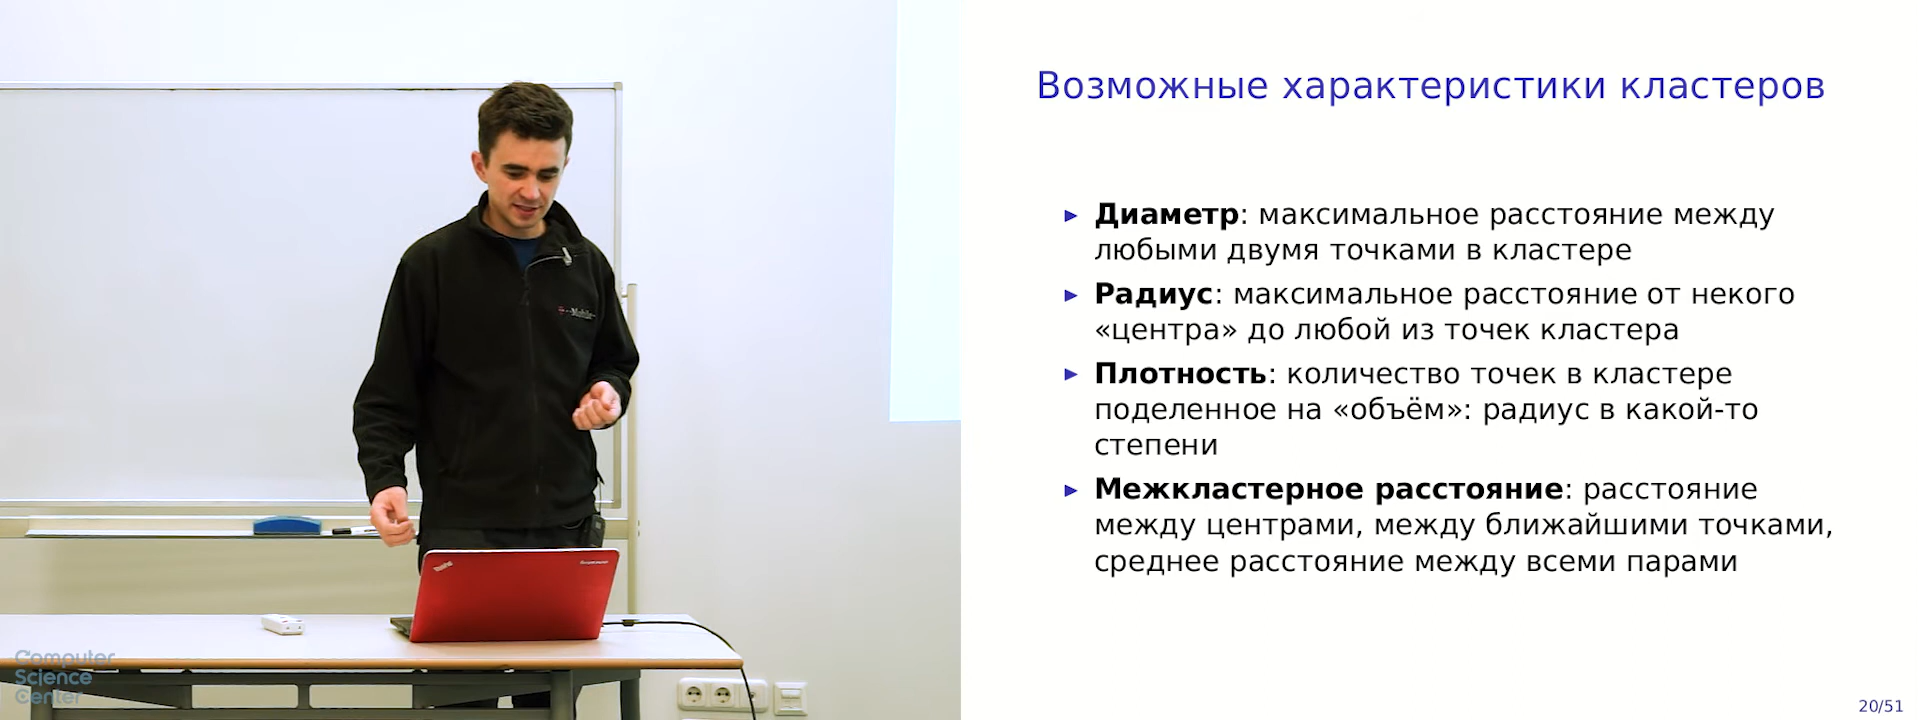 Возможные характеристики кластеров
Диаметр: максимальное расстояние между
любыми двумя точками в кластере
Радиус: максимальное расстояние от некого
«центра» до любой из точек кластера
Плотность: количество точек в кластере
поделенное на «объём»: радиус в какой-то
степени
Межкластерное расстояние: расстояние
между центрами, между ближайшими точками,
среднее расстояние между всеми парами
20/51
Computer
Science
Center
ThinkPad